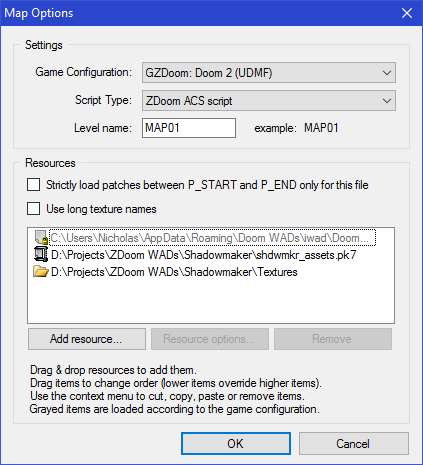 Map Options
Settings
Game Configuration: GZDoom: Doom 2 (UDMF)
Script Type: ZDoom ACS script
Level name: MAP01 example: MAP01
Resources
Strictly load patches between P_START and P_END only for this file
Use long texture names
C:\Users\Nicholas\AppData\Roaming\Doom WADs\iwad\Doom...
D:\Projects\ZDoom WADs\Shadowmaker\shdwmkr_assets.pk7
D:\Projects\ZDoom WADs\Shadowmaker\Textures
Add resource... Resource options... Remove
Drag & drop resources to add them.
Drag items to change order (lower items override higher items).
Use the context menu to cut, copy, paste or remove items.
Grayed items are loaded according to the game configuration.
OK Cancel